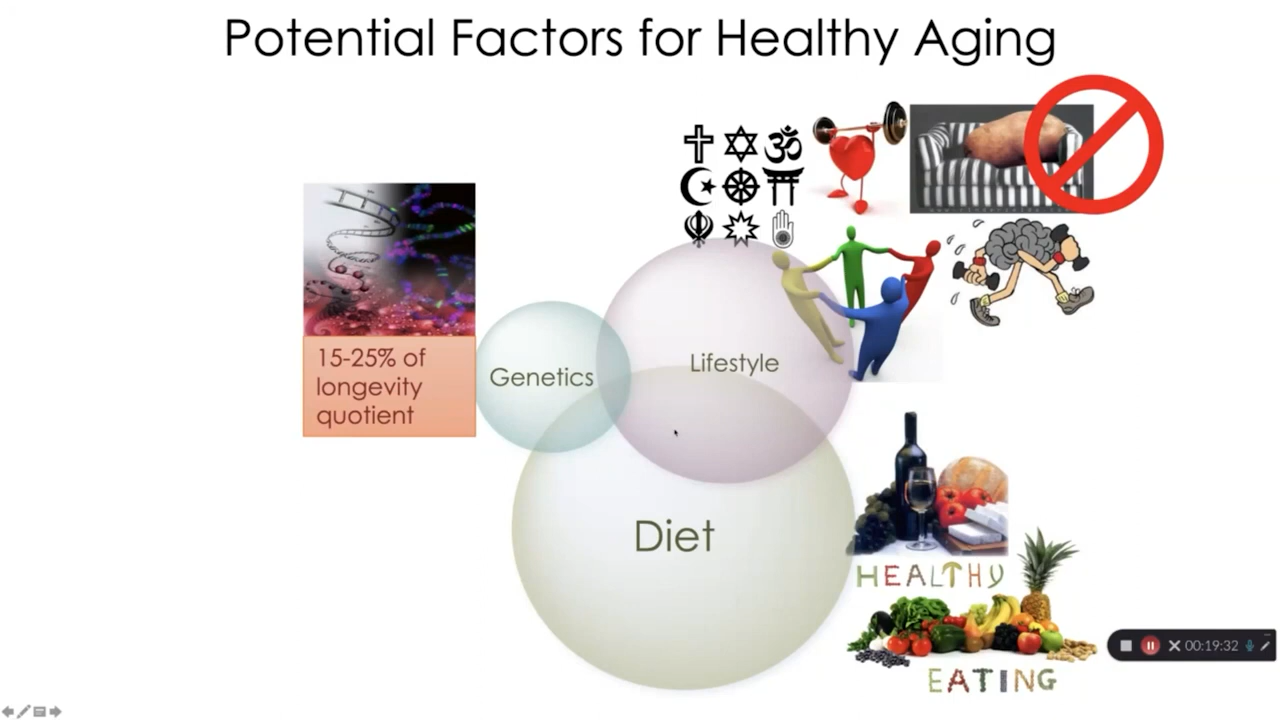 Potential Factors for Healthy Aging
15-25% of
longevity
quotient
Genetics
Lifestyle
Diet
HEALTHY
EATING
00:19:32